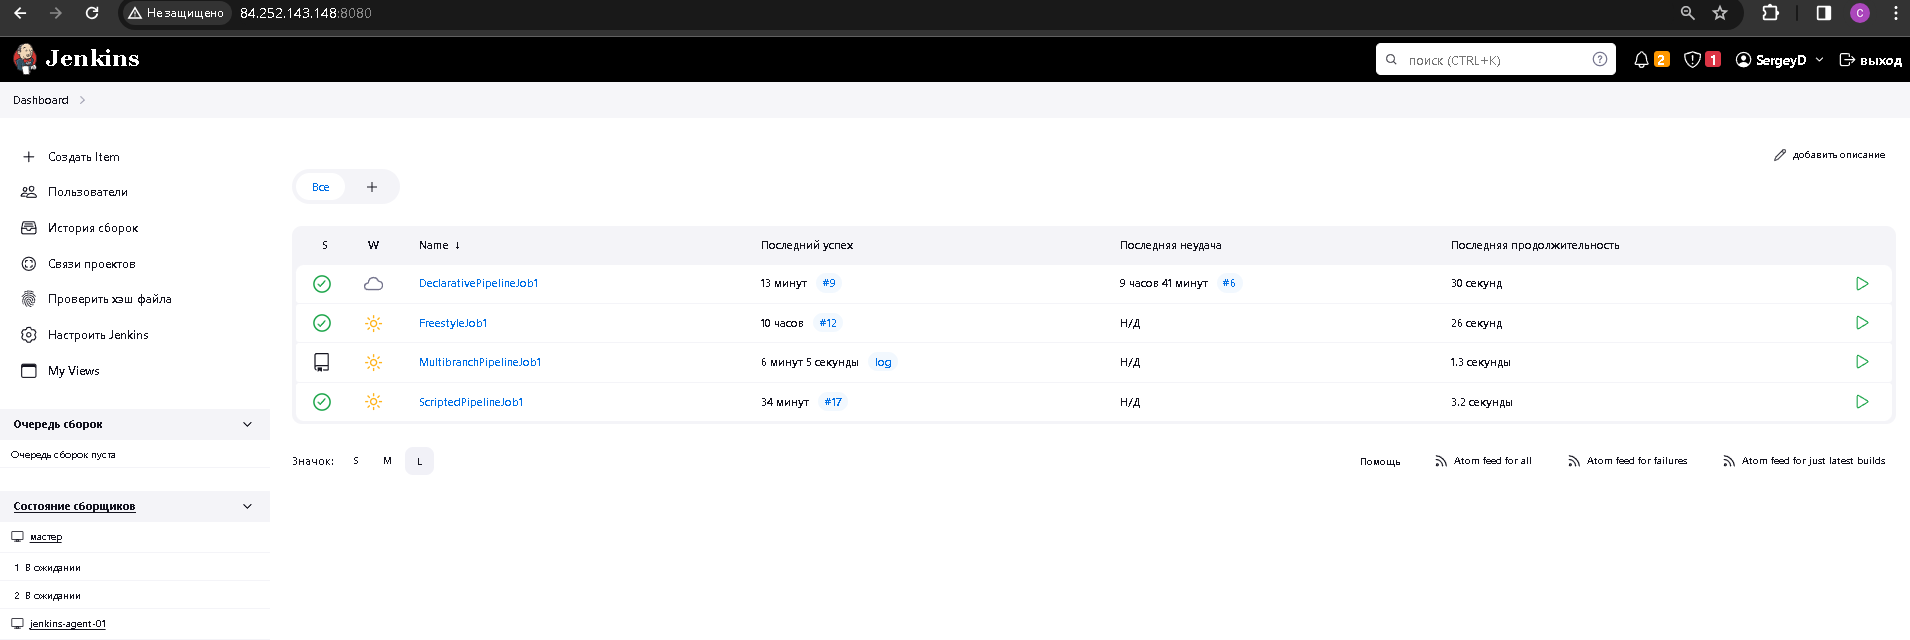 Не защищено 84.252.143.148:8080 C
Jenkins поиск (CTRL+K) 2 1 SergeyD выход
Dashboard
Создать Item
добавить описание
Пользователи
Все +
История сборок
Связи проектов
Проверить хэш файла
Настроить Jenkins
My Views
S W Name ↓ Последний успех Последняя неудача Последняя продолжительность
DeclarativePipelineJob1 13 минут #9 9 часов 41 минут #6 30 секунд
FreestyleJob1 10 часов #12 Н/Д 26 секунд
MultibranchPipelineJob1 6 минут 5 секунды log Н/Д 1.3 секунды
ScriptedPipelineJob1 34 минут #17 Н/Д 3.2 секунды
Значок: S M L
Помощь Atom feed for all Atom feed for failures Atom feed for just latest builds
Очередь сборок
Очередь сборок пуста
Состояние сборщиков
мастер
1 В ожидании
2 В ожидании
jenkins-agent-01